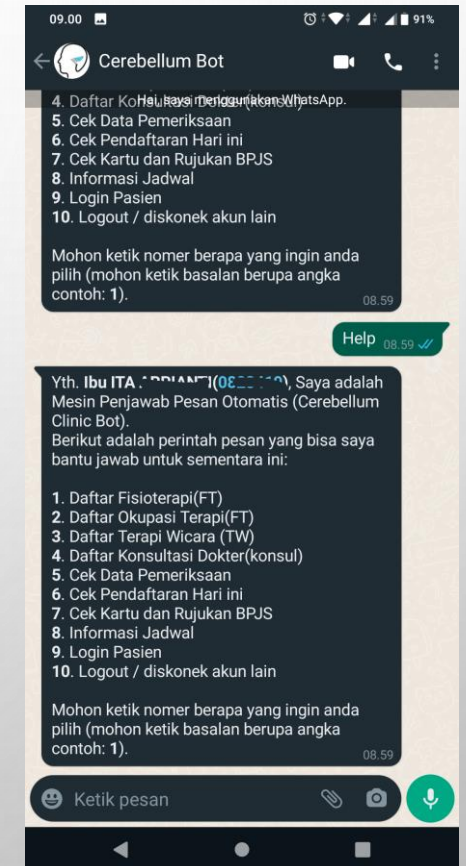 09.00
91%
Cerebellum Bot
Hai, saya menggunakan WhatsApp.
4. Daftar Konsultasi Dokter(konsul)
5. Cek Data Pemeriksaan
6. Cek Pendaftaran Hari ini
7. Cek Kartu dan Rujukan BPJS
8. Informasi Jadwal
9. Login Pasien
10. Logout / diskonek akun lain
Mohon ketik nomer berapa yang ingin anda
pilih (mohon ketik basalan berupa angka
contoh: 1).
08.59
Help 08.59
Yth. Ibu ITA Saya adalah
Mesin Penjawab Pesan Otomatis (Cerebellum
Clinic Bot).
Berikut adalah perintah pesan yang bisa saya
bantu jawab untuk sementara ini:
1. Daftar Fisioterapi(FT)
2. Daftar Okupasi Terapi(FT)
3. Daftar Terapi Wicara (TW)
4. Daftar Konsultasi Dokter(konsul)
5. Cek Data Pemeriksaan
6. Cek Pendaftaran Hari ini
7. Cek Kartu dan Rujukan BPJS
8. Informasi Jadwal
9. Login Pasien
10. Logout / diskonek akun lain
Mohon ketik nomer berapa yang ingin anda
pilih (mohon ketik basalan berupa angka
contoh: 1).
08.59
Ketik pesan